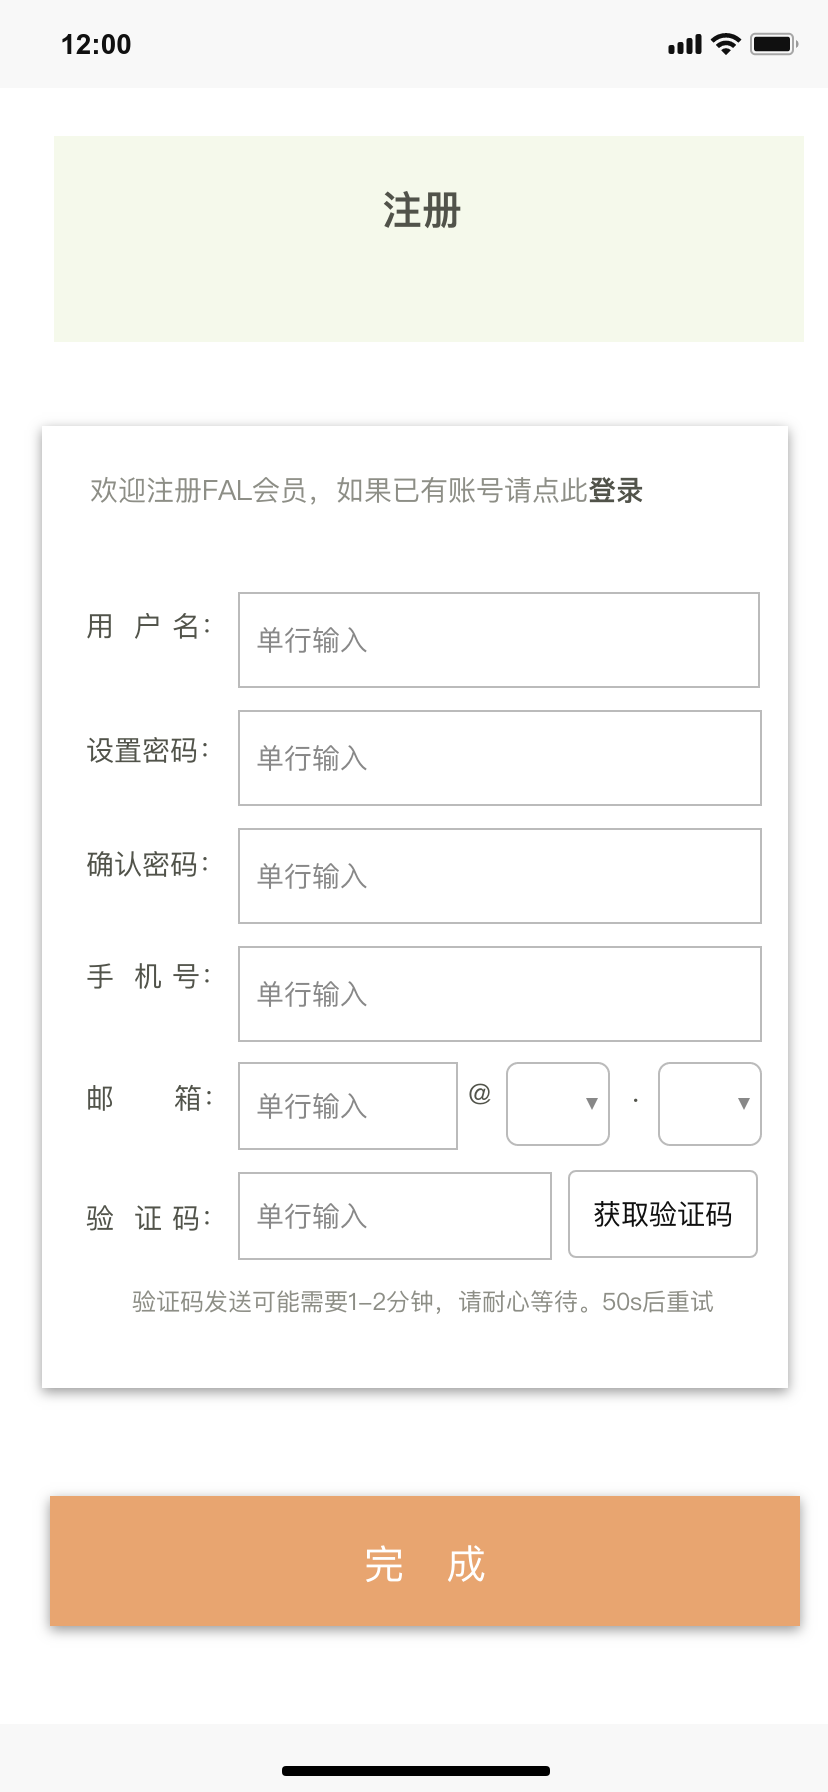 12:00
注册
欢迎注册FAL会员，如果已有账号请点此登录
用 户 名： 单行输入
设置密码： 单行输入
确认密码： 单行输入
手 机 号： 单行输入
邮 箱： 单行输入 @ ▼ . ▼
验 证 码： 单行输入 获取验证码
验证码发送可能需要1-2分钟，请耐心等待。50s后重试
完 成